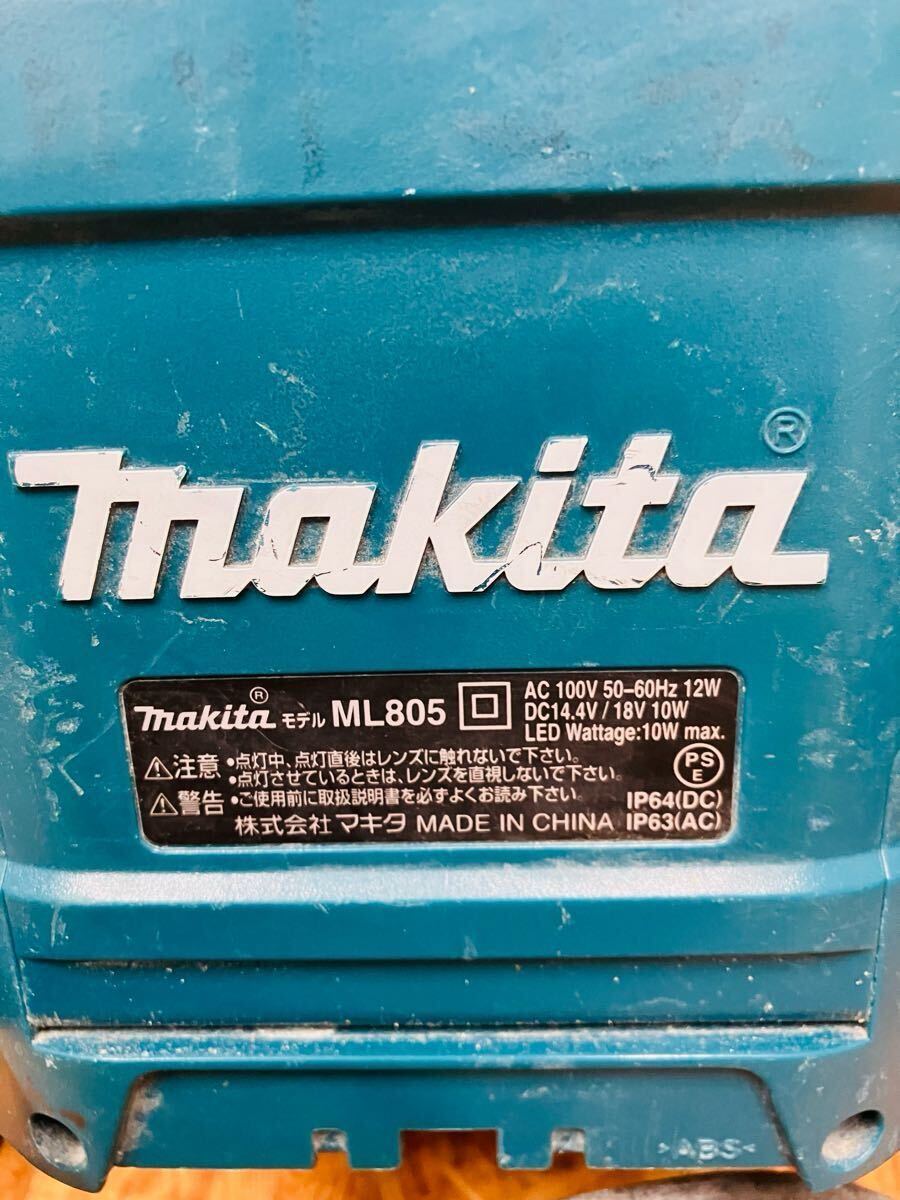 ®
makita
makita® モデル ML805
AC 100V 50–60Hz 12W
DC14.4V / 18V 10W
LED Wattage:10W max.
⚠注意 •点灯中、点灯直後はレンズに触れないで下さい。
•点灯させているときは、レンズを直視しないで下さい。
⚠警告 •ご使用前に取扱説明書を必ずよくお読み下さい。
PS
E
IP64(DC)
株式会社 マキタ MADE IN CHINA IP63(AC)
>ABS<